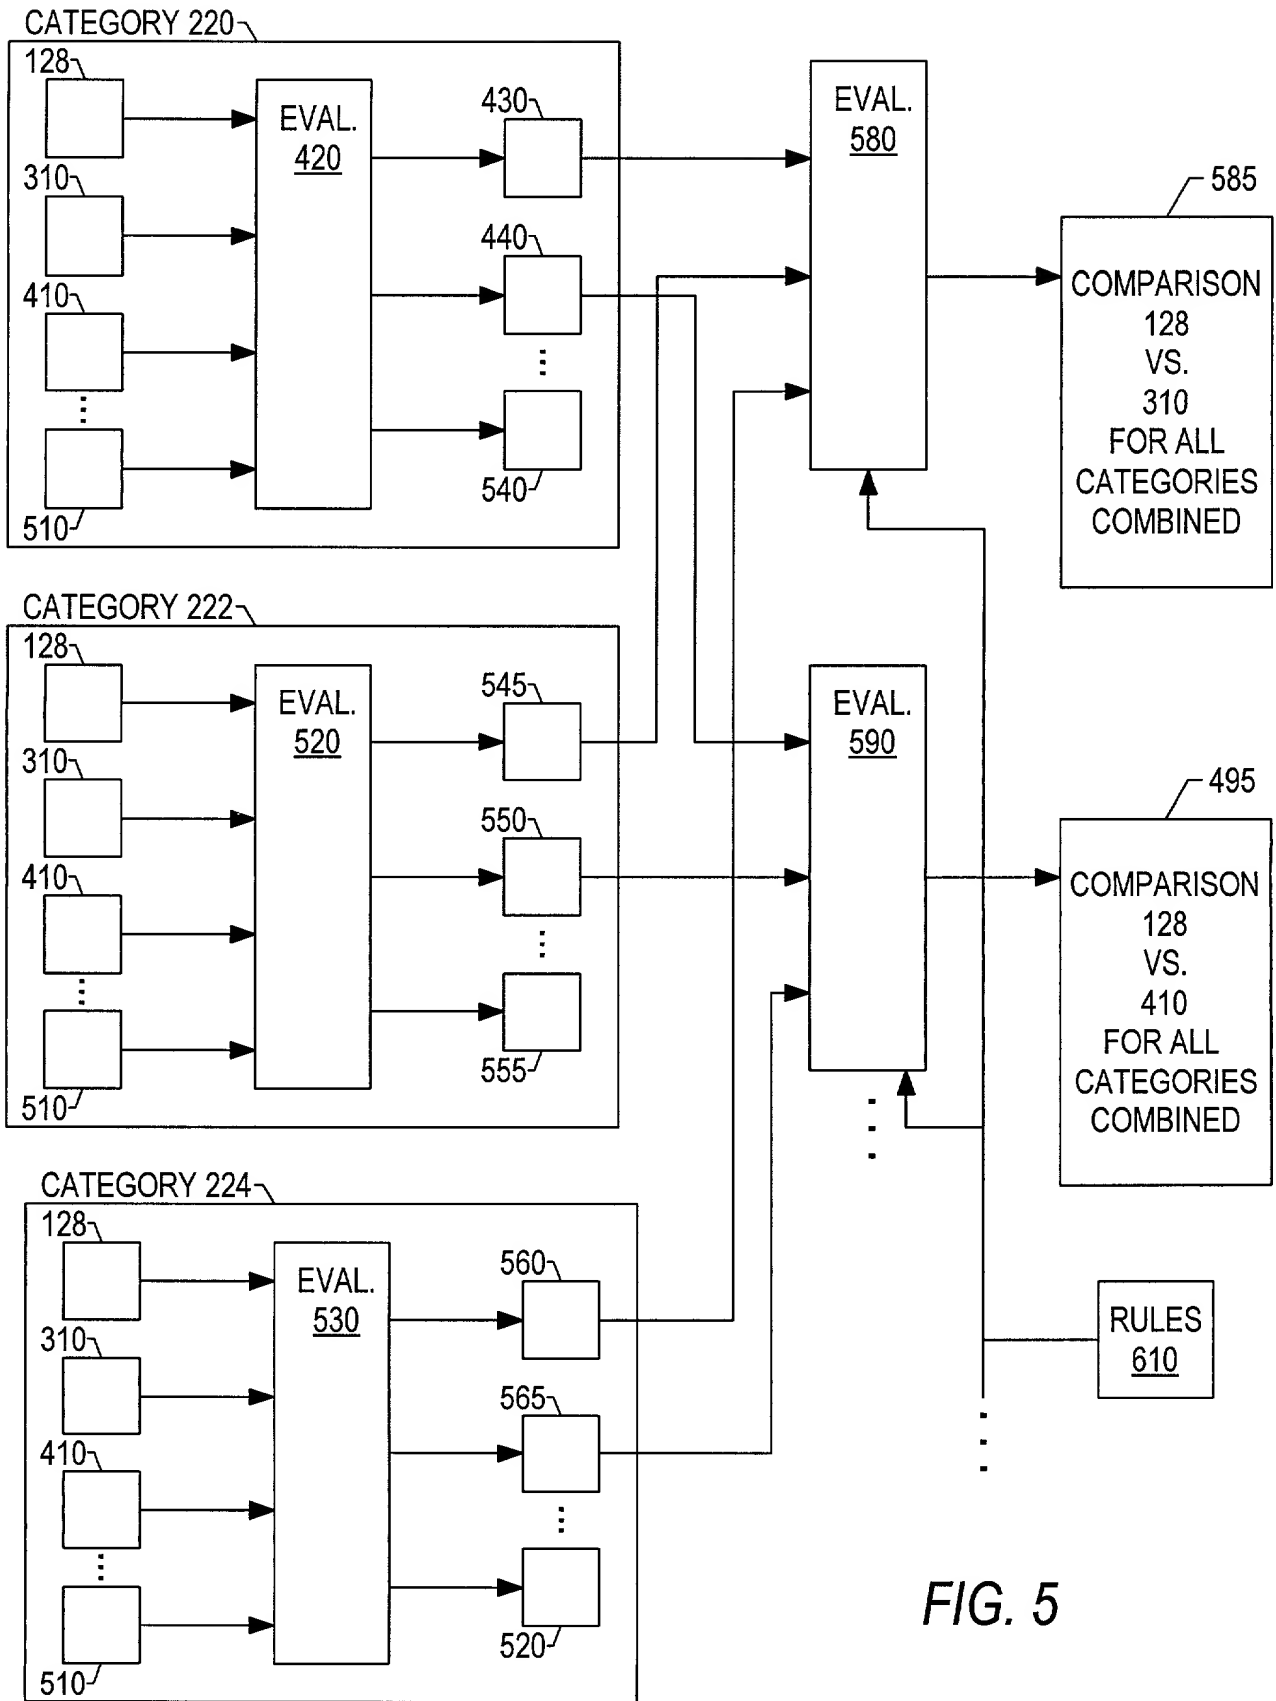 CATEGORY 220
128
310
410
510
EVAL.
420
430
440
540
EVAL.
580
585
COMPARISON
128
VS.
310
FOR ALL
CATEGORIES
COMBINED
CATEGORY 222
128
310
410
510
EVAL.
520
545
550
555
EVAL.
590
495
COMPARISON
128
VS.
410
FOR ALL
CATEGORIES
COMBINED
CATEGORY 224
128
310
410
510
EVAL.
530
560
565
520
RULES
610
FIG. 5